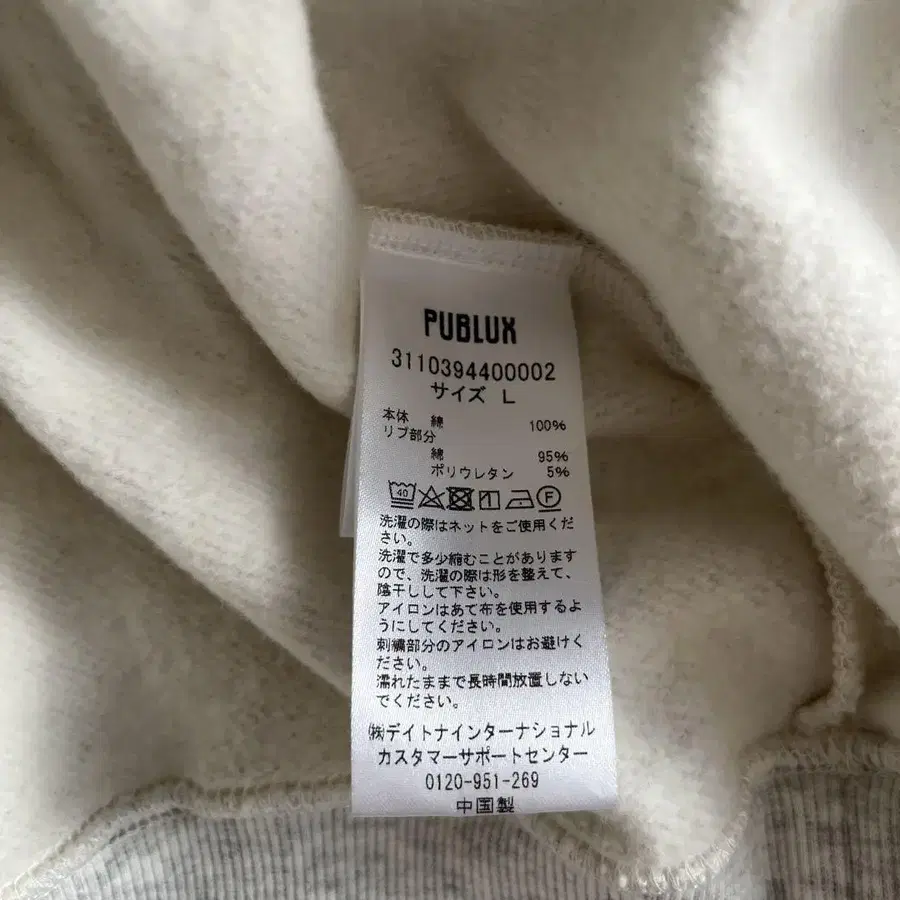 PUBLUX
3110394400002
サイズ L
本体 綿 100%
リブ部分
綿 95%
ポリウレタン 5%
40 F
洗濯の際はネットをご使用くだ
さい。
洗濯で多少縮むことがあります
ので、洗濯の際は形を整えて、
陰干しして下さい。
アイロンはあて布を使用するよ
うにしてください。
刺繍部分のアイロンはお避けく
ださい。
濡れたままで長時間放置しない
でください。
㈱デイトナインターナショナル
カスタマーサポートセンター
0120-951-269
中国製